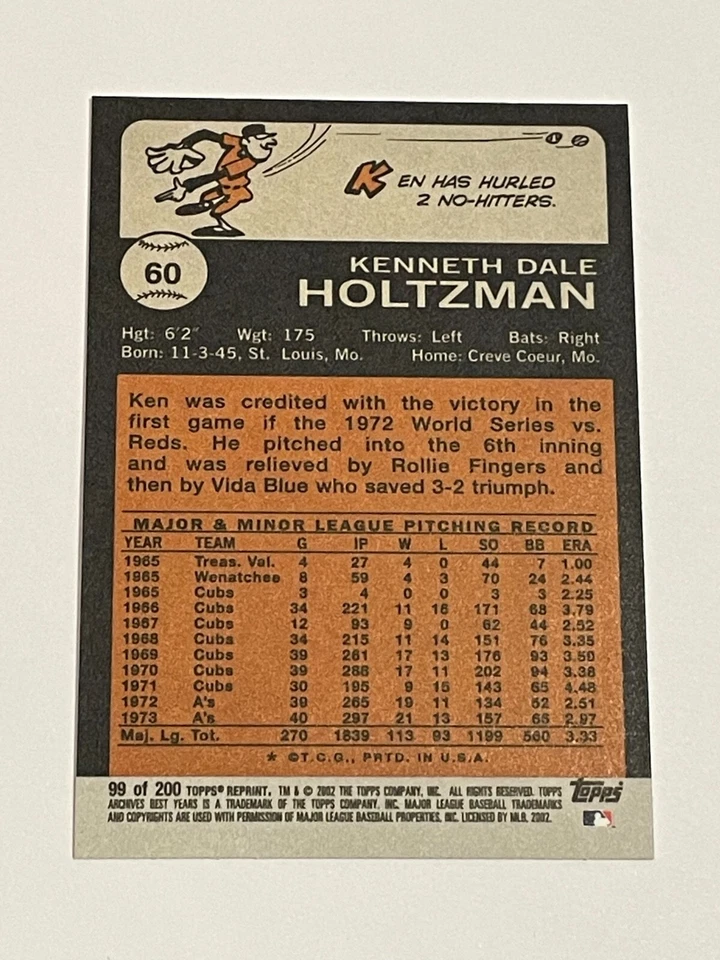 KEN HAS HURLED
2 NO-HITTERS.
60
KENNETH DALE
HOLTZMAN
Hgt: 6'2" Wgt: 175 Throws: Left Bats: Right
Born: 11-3-45, St. Louis, Mo. Home: Creve Coeur, Mo.
Ken was credited with the victory in the
first game if the 1972 World Series vs.
Reds. He pitched into the 6th inning
and was relieved by Rollie Fingers and
then by Vida Blue who saved 3-2 triumph.
MAJOR & MINOR LEAGUE PITCHING RECORD
YEAR TEAM G IP W L SO BB ERA
1965 Treas. Val. 4 27 4 0 44 7 1.00
1965 Wenatchee 8 59 4 3 70 24 2.44
1965 Cubs 3 4 0 0 3 3 2.25
1966 Cubs 34 221 11 16 171 68 3.79
1967 Cubs 12 93 9 0 62 44 2.52
1968 Cubs 34 215 11 14 151 76 3.35
1969 Cubs 39 261 17 13 176 93 3.50
1970 Cubs 39 288 17 11 202 94 3.38
1971 Cubs 30 195 9 15 143 65 4.48
1972 A's 39 265 19 11 134 52 2.51
1973 A's 40 297 21 13 157 66 2.97
Maj. Lg. Tot. 270 1839 113 93 1199 560 3.33
* ©T.C.G., PRTD. IN U.S.A.
99 of 200 TOPPS® REPRINT. TM & © 2002 THE TOPPS COMPANY, INC. ALL RIGHTS RESERVED. TOPPS
ARCHIVES BEST YEARS IS A TRADEMARK OF THE TOPPS COMPANY, INC. MAJOR LEAGUE BASEBALL TRADEMARKS
AND COPYRIGHTS ARE USED WITH PERMISSION OF MAJOR LEAGUE BASEBALL PROPERTIES, INC. LICENSED BY MLB, 2002.
Topps